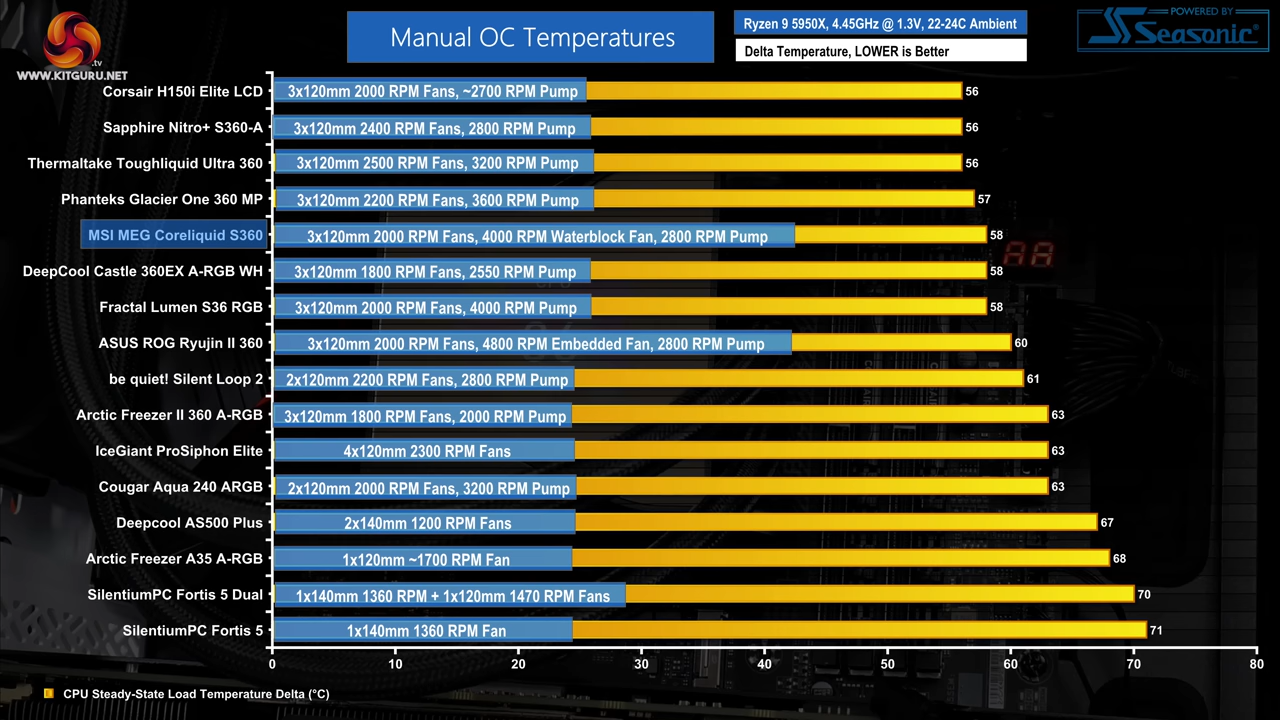 Manual OC Temperatures
Ryzen 9 5950X, 4.45GHz @ 1.3V, 22-24C Ambient
Delta Temperature, LOWER is Better
POWERED BY
Seasonic
.tv
WWW.KITGURU.NET
Corsair H150i Elite LCD 3x120mm 2000 RPM Fans, ~2700 RPM Pump 56
Sapphire Nitro+ S360-A 3x120mm 2400 RPM Fans, 2800 RPM Pump 56
Thermaltake Toughliquid Ultra 360 3x120mm 2500 RPM Fans, 3200 RPM Pump 56
Phanteks Glacier One 360 MP 3x120mm 2200 RPM Fans, 3600 RPM Pump 57
MSI MEG Coreliquid S360 3x120mm 2000 RPM Fans, 4000 RPM Waterblock Fan, 2800 RPM Pump 58
DeepCool Castle 360EX A-RGB WH 3x120mm 1800 RPM Fans, 2550 RPM Pump 58
Fractal Lumen S36 RGB 3x120mm 2000 RPM Fans, 4000 RPM Pump 58
ASUS ROG Ryujin II 360 3x120mm 2000 RPM Fans, 4800 RPM Embedded Fan, 2800 RPM Pump 60
be quiet! Silent Loop 2 2x120mm 2200 RPM Fans, 2800 RPM Pump 61
Arctic Freezer II 360 A-RGB 3x120mm 1800 RPM Fans, 2000 RPM Pump 63
IceGiant ProSiphon Elite 4x120mm 2300 RPM Fans 63
Cougar Aqua 240 ARGB 2x120mm 2000 RPM Fans, 3200 RPM Pump 63
Deepcool AS500 Plus 2x140mm 1200 RPM Fans 67
Arctic Freezer A35 A-RGB 1x120mm ~1700 RPM Fan 68
SilentiumPC Fortis 5 Dual 1x140mm 1360 RPM + 1x120mm 1470 RPM Fans 70
SilentiumPC Fortis 5 1x140mm 1360 RPM Fan 71
0 10 20 30 40 50 60 70 80
CPU Steady-State Load Temperature Delta (°C)